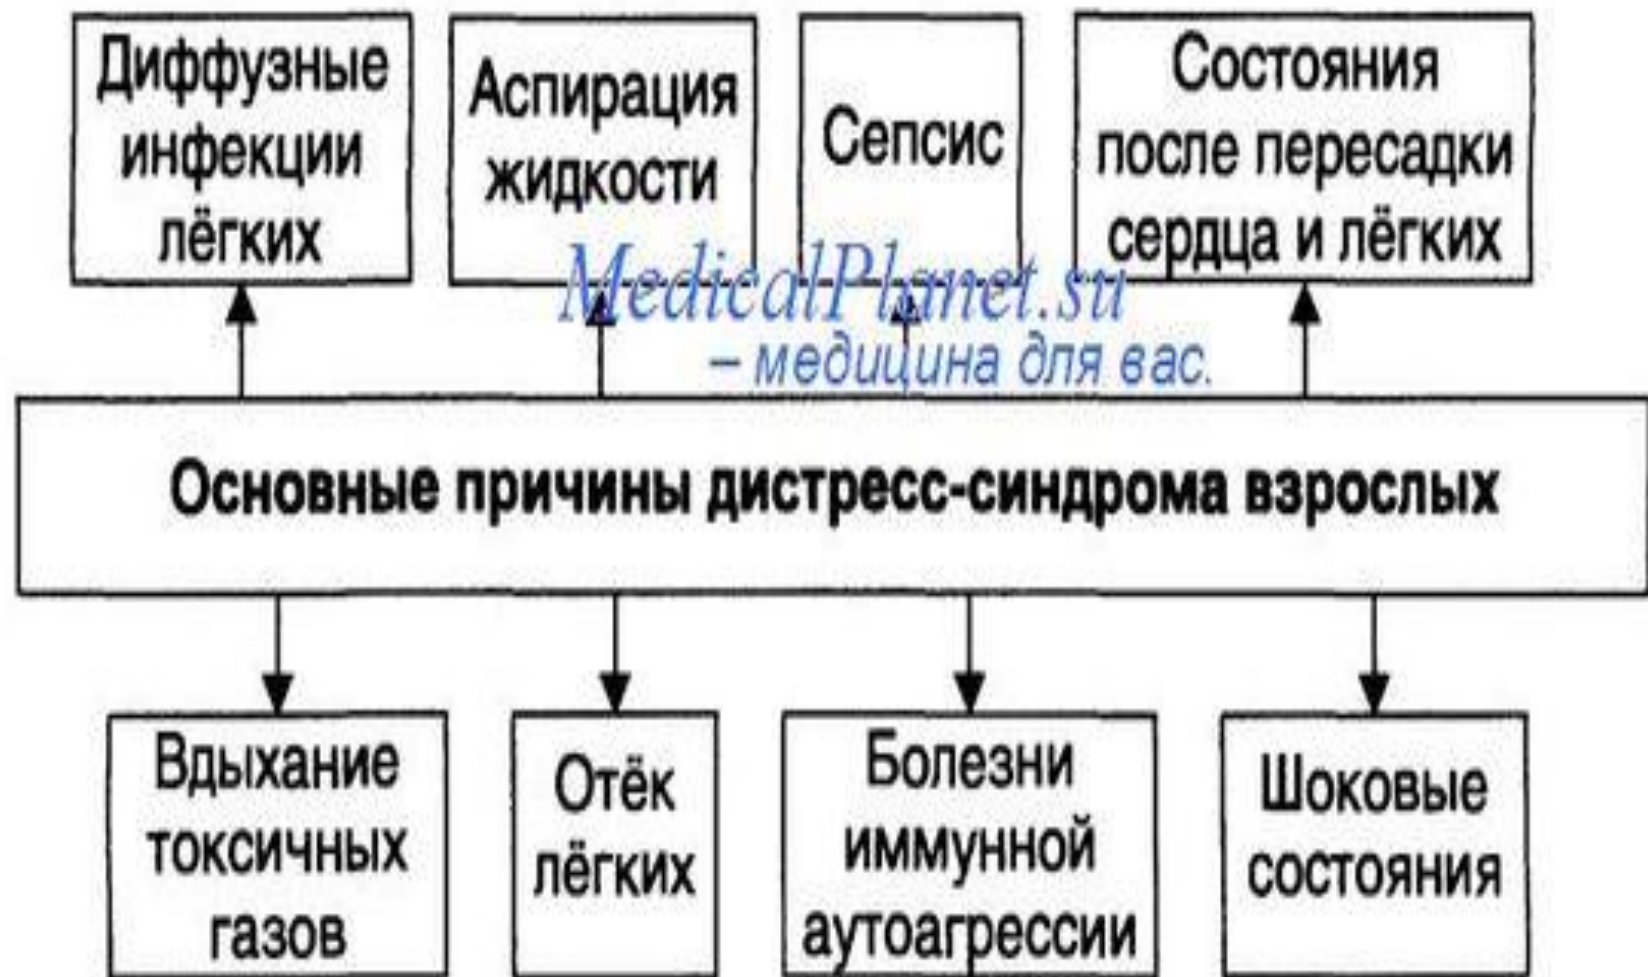 Диффузные
инфекции
лёгких
Аспирация
жидкости
Сепсис
Состояния
после пересадки
сердца и лёгких
MedicalPlanet.su
– медицина для вас.
Основные причины дистресс-синдрома взрослых
Вдыхание
токсичных
газов
Отёк
лёгких
Болезни
иммунной
аутоагрессии
Шоковые
состояния